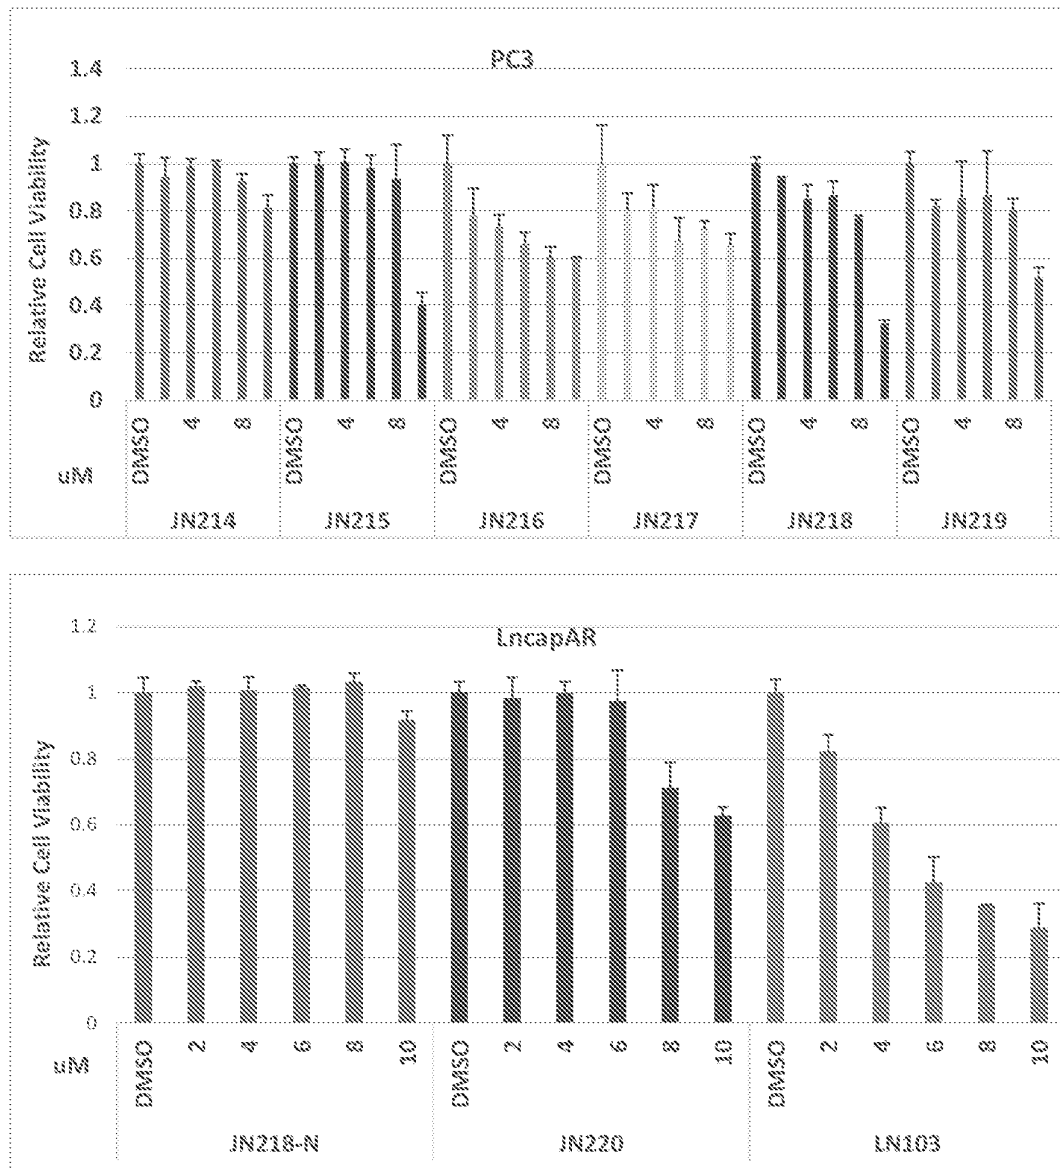 PC3
1.4
1.2
1
0.8
0.6
0.4
0.2
0
Relative Cell Viability
DMSO 4 8 DMSO 4 8 DMSO 4 8 DMSO 4 8 DMSO 4 8 DMSO 4 8
uM
JN214 JN215 JN216 JN217 JN218 JN219
LncapAR
1.2
1
0.8
0.6
0.4
0.2
0
Relative Cell Viability
DMSO 2 4 6 8 10 DMSO 2 4 6 8 10 DMSO 2 4 6 8 10
uM
JN218-N JN220 LN103